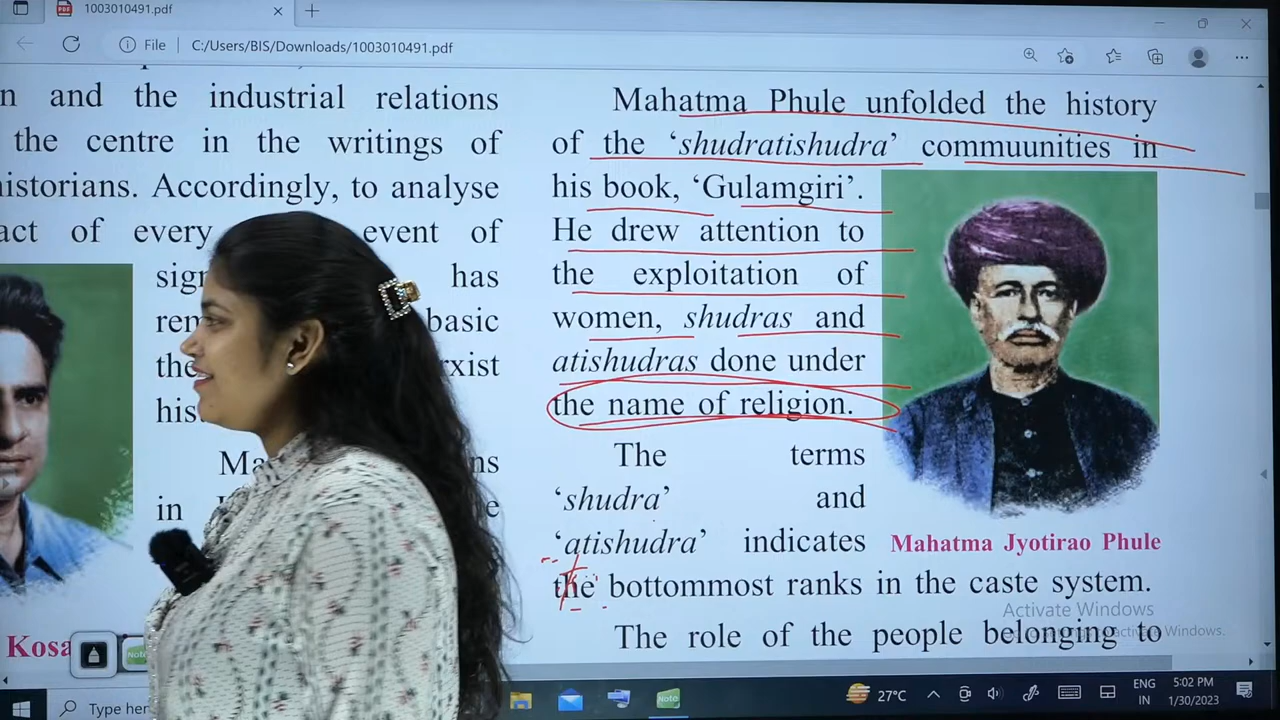 1003010491.pdf
File
C:/Users/BIS/Downloads/1003010491.pdf
n and the industrial relations
the centre in the writings of
historians. Accordingly, to analyse
act of every event of
has
basic
Kosa
Mahatma Phule unfolded the history
of the ‘shudratishudra’ commuunities in
his book, ‘Gulamgiri’.
He drew attention to
the exploitation of
women, shudras and
atishudras done under
the name of religion.
The terms
‘shudra’ and
‘atishudra’ indicates
the bottommost ranks in the caste system.
The role of the people belonging to
Mahatma Jyotirao Phule
Activate Windows
Windows.
Type her
Noto
27°C
ENG
IN
5:02 PM
1/30/2023